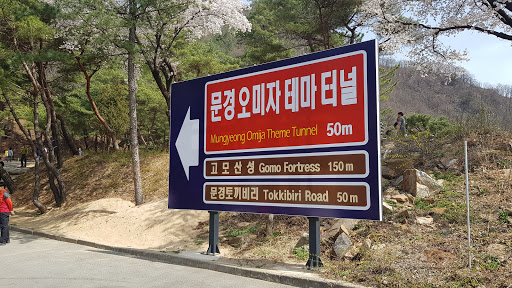 문경오미자테마터널
Mungyeong Omija Theme Tunnel 50m
고모산성 Gomo Fortress 150m
문경토끼비리 Tokkibiri Road 50m